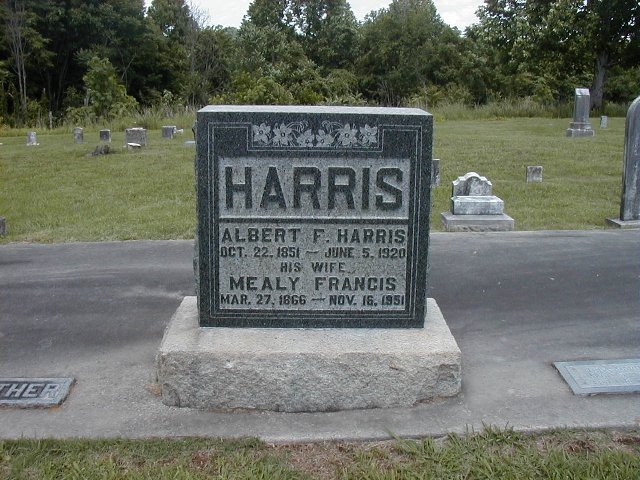 HARRIS
ALBERT F. HARRIS
OCT. 22. 1851 — JUNE 5. 1920
HIS WIFE
MEALY FRANCIS
MAR. 27. 1866 — NOV. 16. 1951